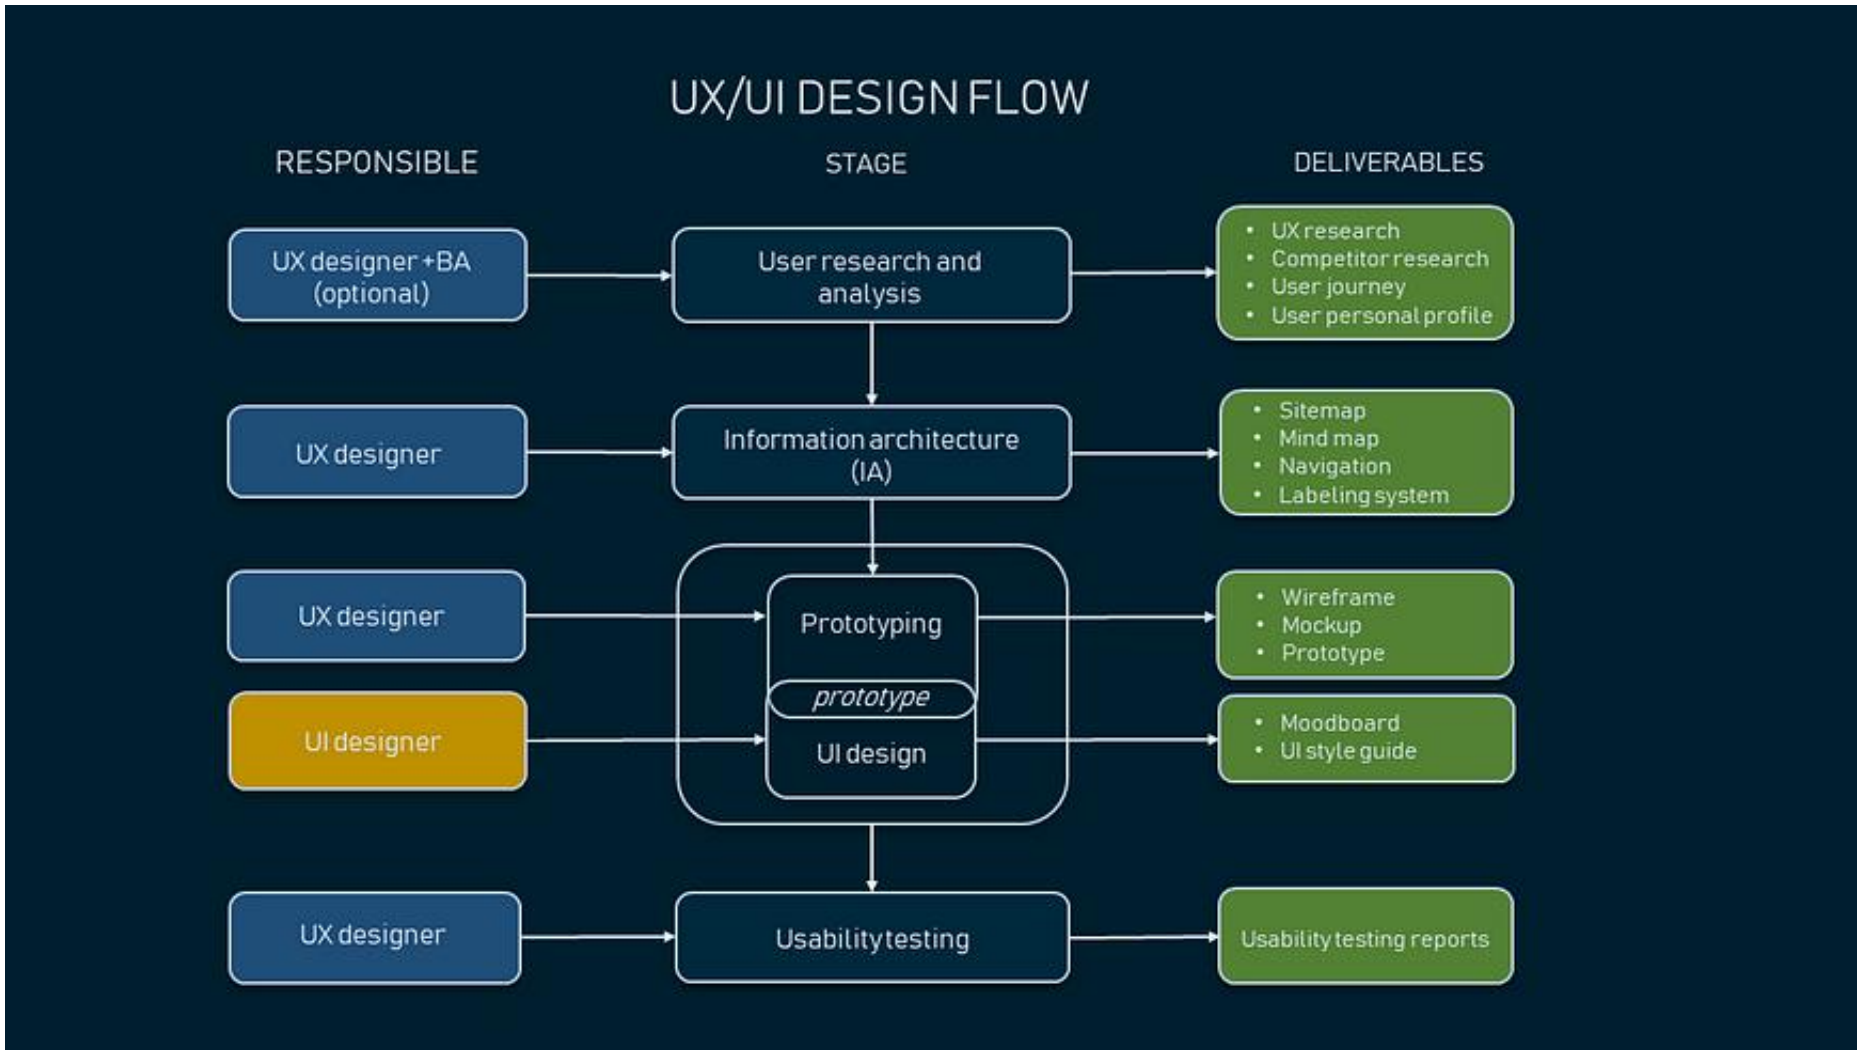 UX/UI DESIGN FLOW
RESPONSIBLE
STAGE
DELIVERABLES
UX designer +BA
(optional)
User research and
analysis
• UX research
• Competitor research
• User journey
• User personal profile
UX designer
Information architecture
(IA)
• Sitemap
• Mind map
• Navigation
• Labeling system
UX designer
Prototyping
• Wireframe
• Mockup
• Prototype
prototype
UI designer
UI design
• Moodboard
• UI style guide
UX designer
Usability testing
Usability testing reports